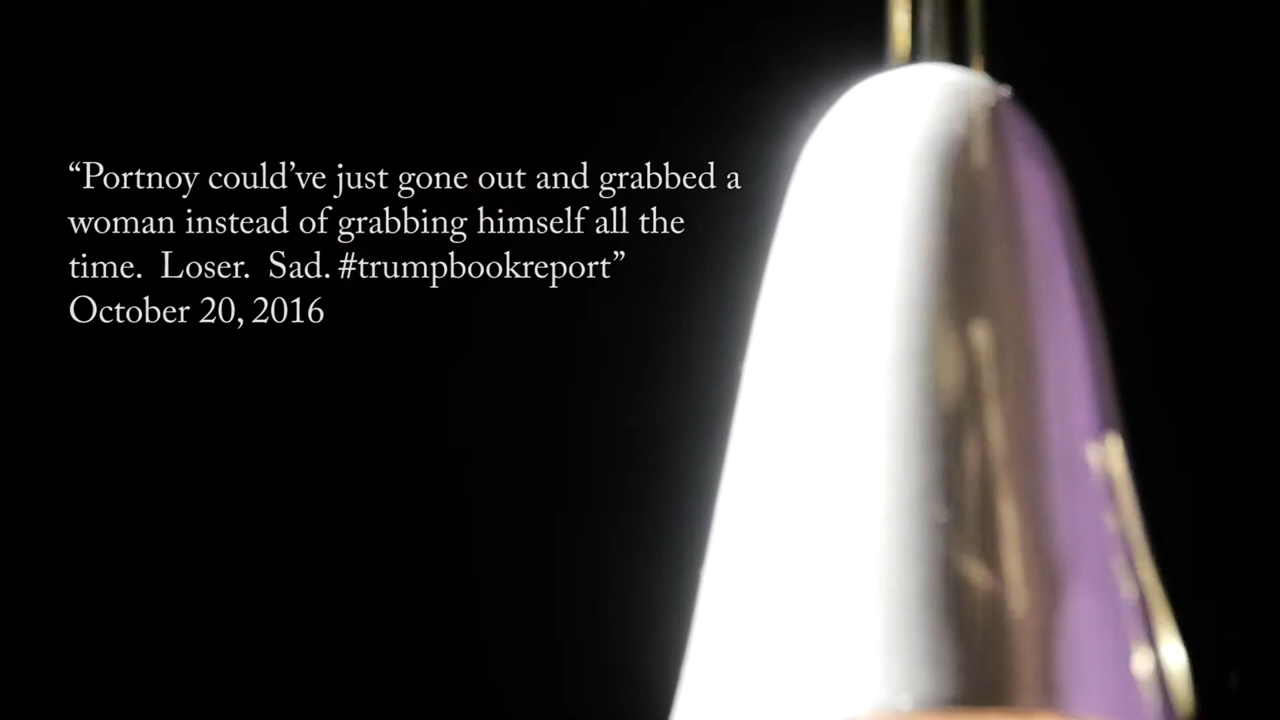 “Portnoy could’ve just gone out and grabbed a
woman instead of grabbing himself all the
time.  Loser.  Sad. #trumpbookreport”
October 20, 2016